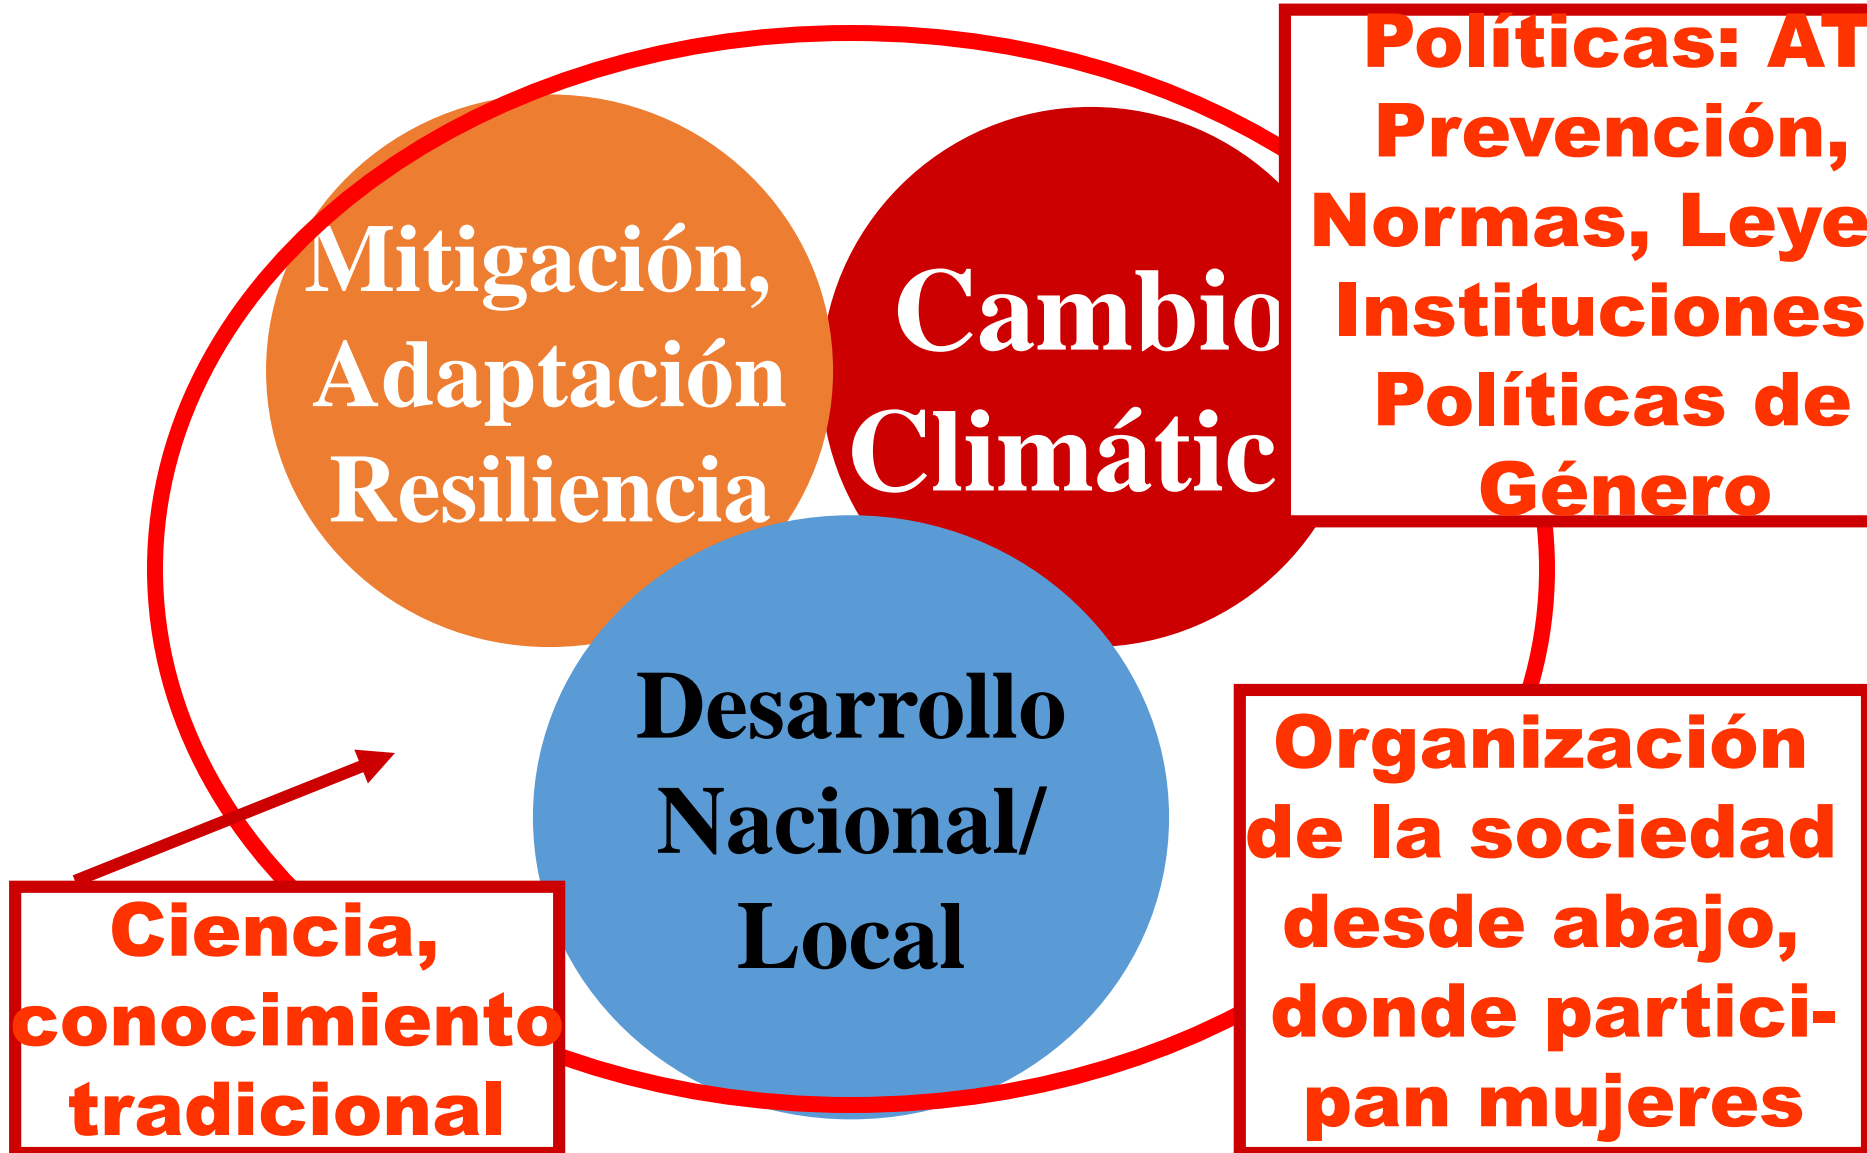 Mitigación,
Adaptación
Resiliencia
Cambio
Climátic
Políticas: AT
Prevención,
Normas, Leye
Instituciones
Políticas de
Género
Desarrollo
Nacional/
Local
Ciencia,
conocimiento
tradicional
Organización
de la sociedad
desde abajo,
donde partici-
pan mujeres